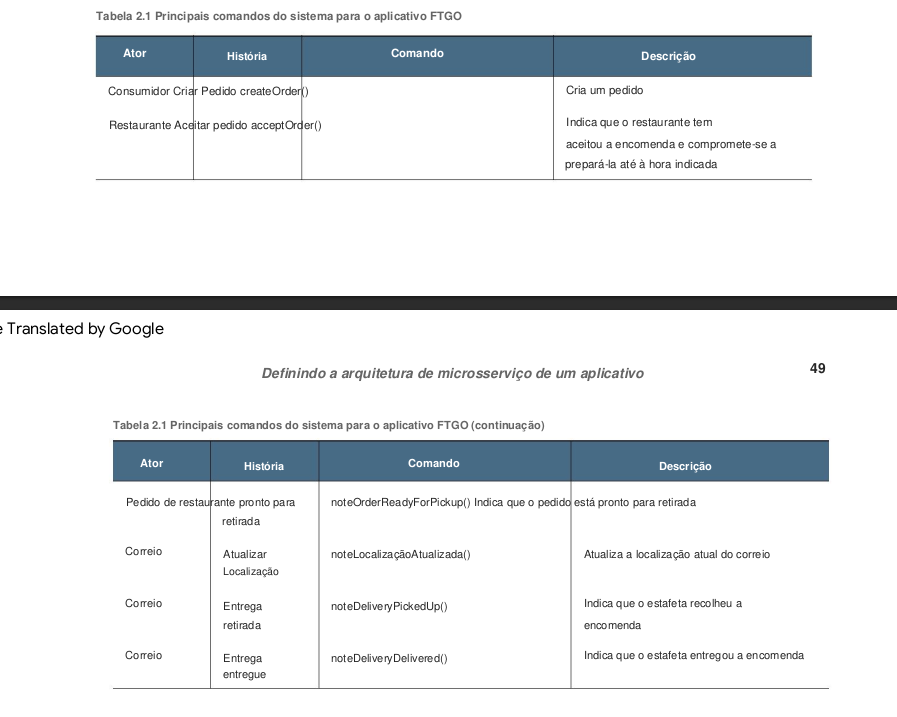 Tabela 2.1 Principais comandos do sistema para o aplicativo FTGO
Ator História Comando Descrição
Consumidor Criar Pedido createOrder() Cria um pedido
Restaurante Aceitar pedido acceptOrder() Indica que o restaurante tem
aceitou a encomenda e compromete-se a
prepará-la até à hora indicada
e Translated by Google
Definindo a arquitetura de microsserviço de um aplicativo 49
Tabela 2.1 Principais comandos do sistema para o aplicativo FTGO (continuação)
Ator História Comando Descrição
Pedido de restaurante pronto para noteOrderReadyForPickup() Indica que o pedido está pronto para retirada
retirada
Correio Atualizar noteLocalizaçãoAtualizada() Atualiza a localização atual do correio
Localização
Correio Entrega noteDeliveryPickedUp() Indica que o estafeta recolheu a
retirada encomenda
Correio Entrega noteDeliveryDelivered() Indica que o estafeta entregou a encomenda
entregue